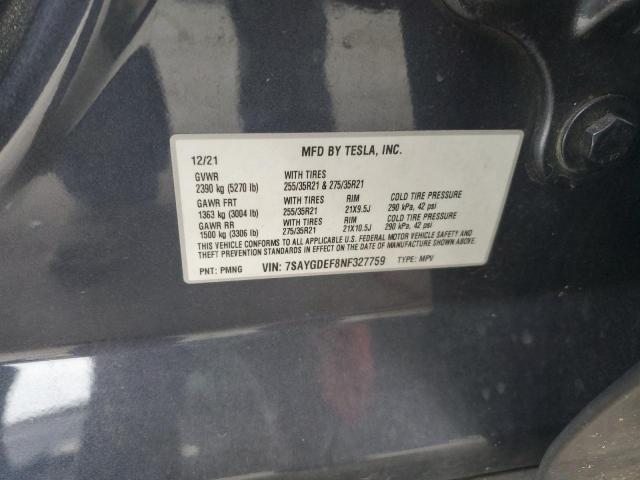 MFD BY TESLA, INC.
12/21
GVWR WITH TIRES
2390 kg (5270 lb) 255/35R21 & 275/35R21
GAWR FRT WITH TIRES RIM COLD TIRE PRESSURE
1363 kg (3004 lb) 255/35R21 21X9.5J 290 kPa, 42 psi
GAWR RR WITH TIRES RIM COLD TIRE PRESSURE
1500 kg (3306 lb) 275/35R21 21X10.5J 290 kPa, 42 psi
THIS VEHICLE CONFORMS TO ALL APPLICABLE U.S. FEDERAL MOTOR VEHICLE SAFETY AND
THEFT PREVENTION STANDARDS IN EFFECT ON THE DATE OF MANUFACTURE SHOWN ABOVE.
PNT: PMNG VIN: 7SAYGDEF8NF327759 TYPE: MPV